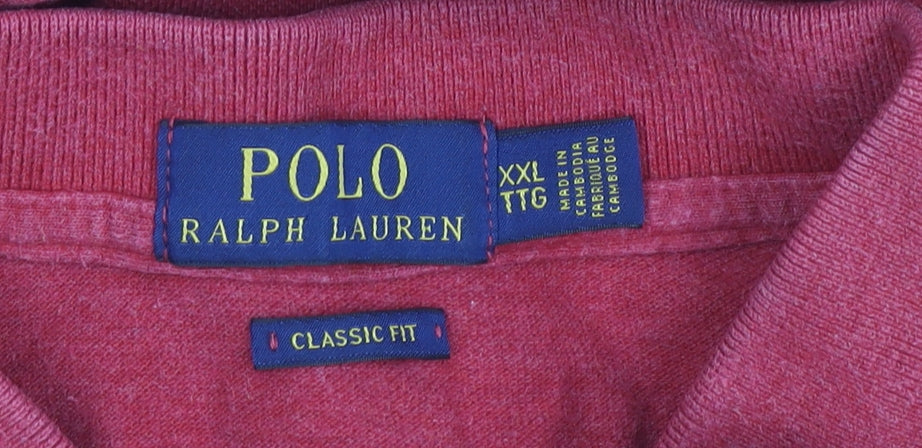 POLO
RALPH LAUREN
XXL
TTG
MADE IN
CAMBODIA
FABRIQUÉ AU
CAMBODGE
CLASSIC FIT